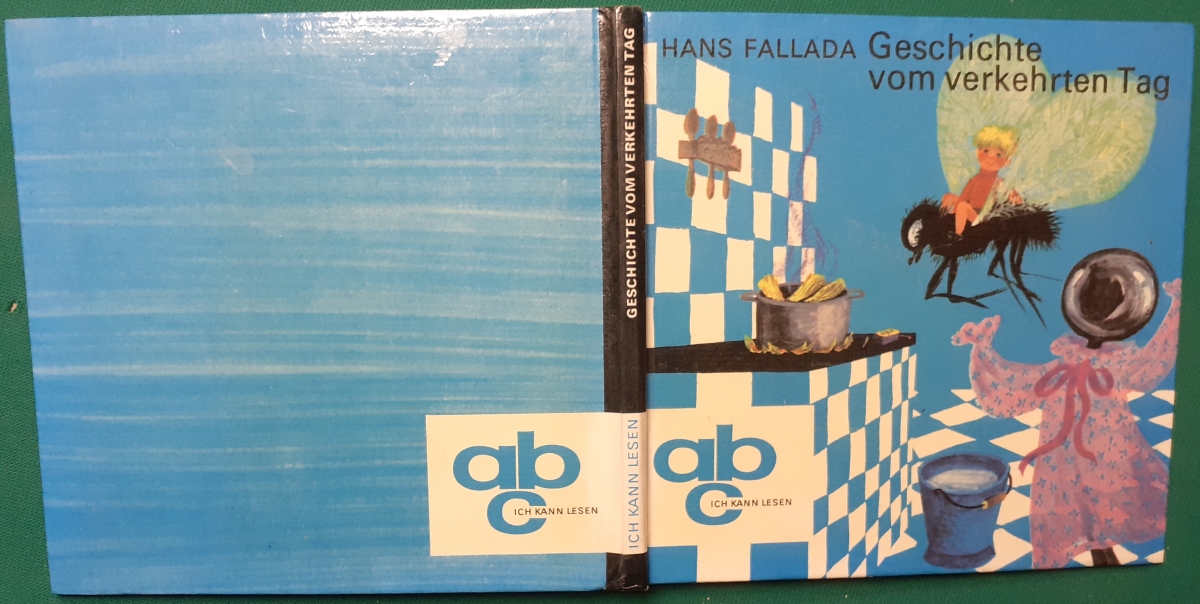 abc
ICH KANN LESEN
GESCHICHTE VOM VERKEHRTEN TAG
ICH KANN LESEN
HANS FALLADA Geschichte
vom verkehrten Tag
abc
ICH KANN LESEN